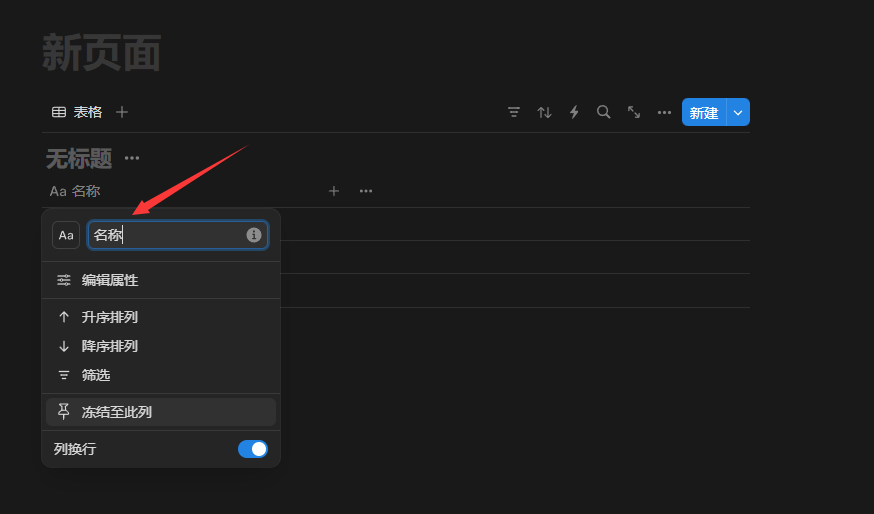 新页面
表格
新建
无标题
Aa 名称
Aa 名称
编辑属性
升序排列
降序排列
筛选
冻结至此列
列换行